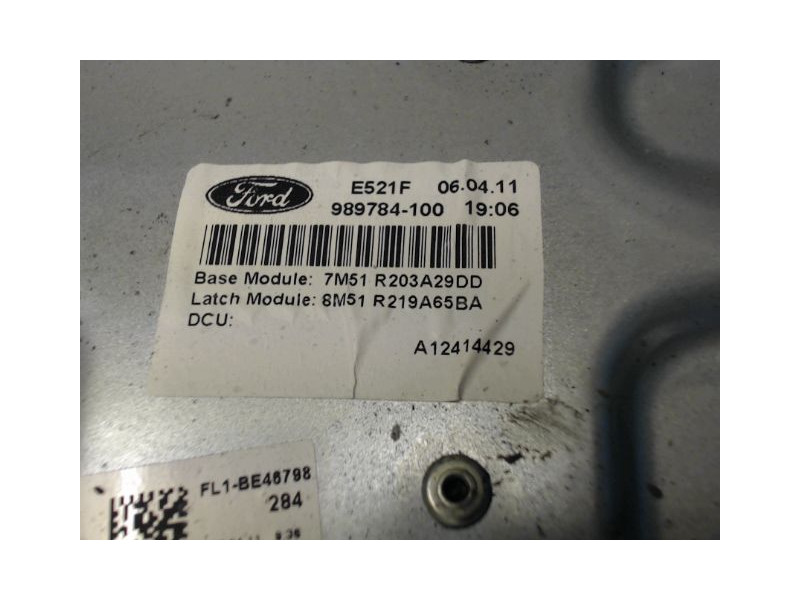 Ford E521F 06.04.11
989784-100 19:06
Base Module: 7M51 R203A29DD
Latch Module: 8M51 R219A65BA
DCU:
A12414429
FL1-BE46798
284